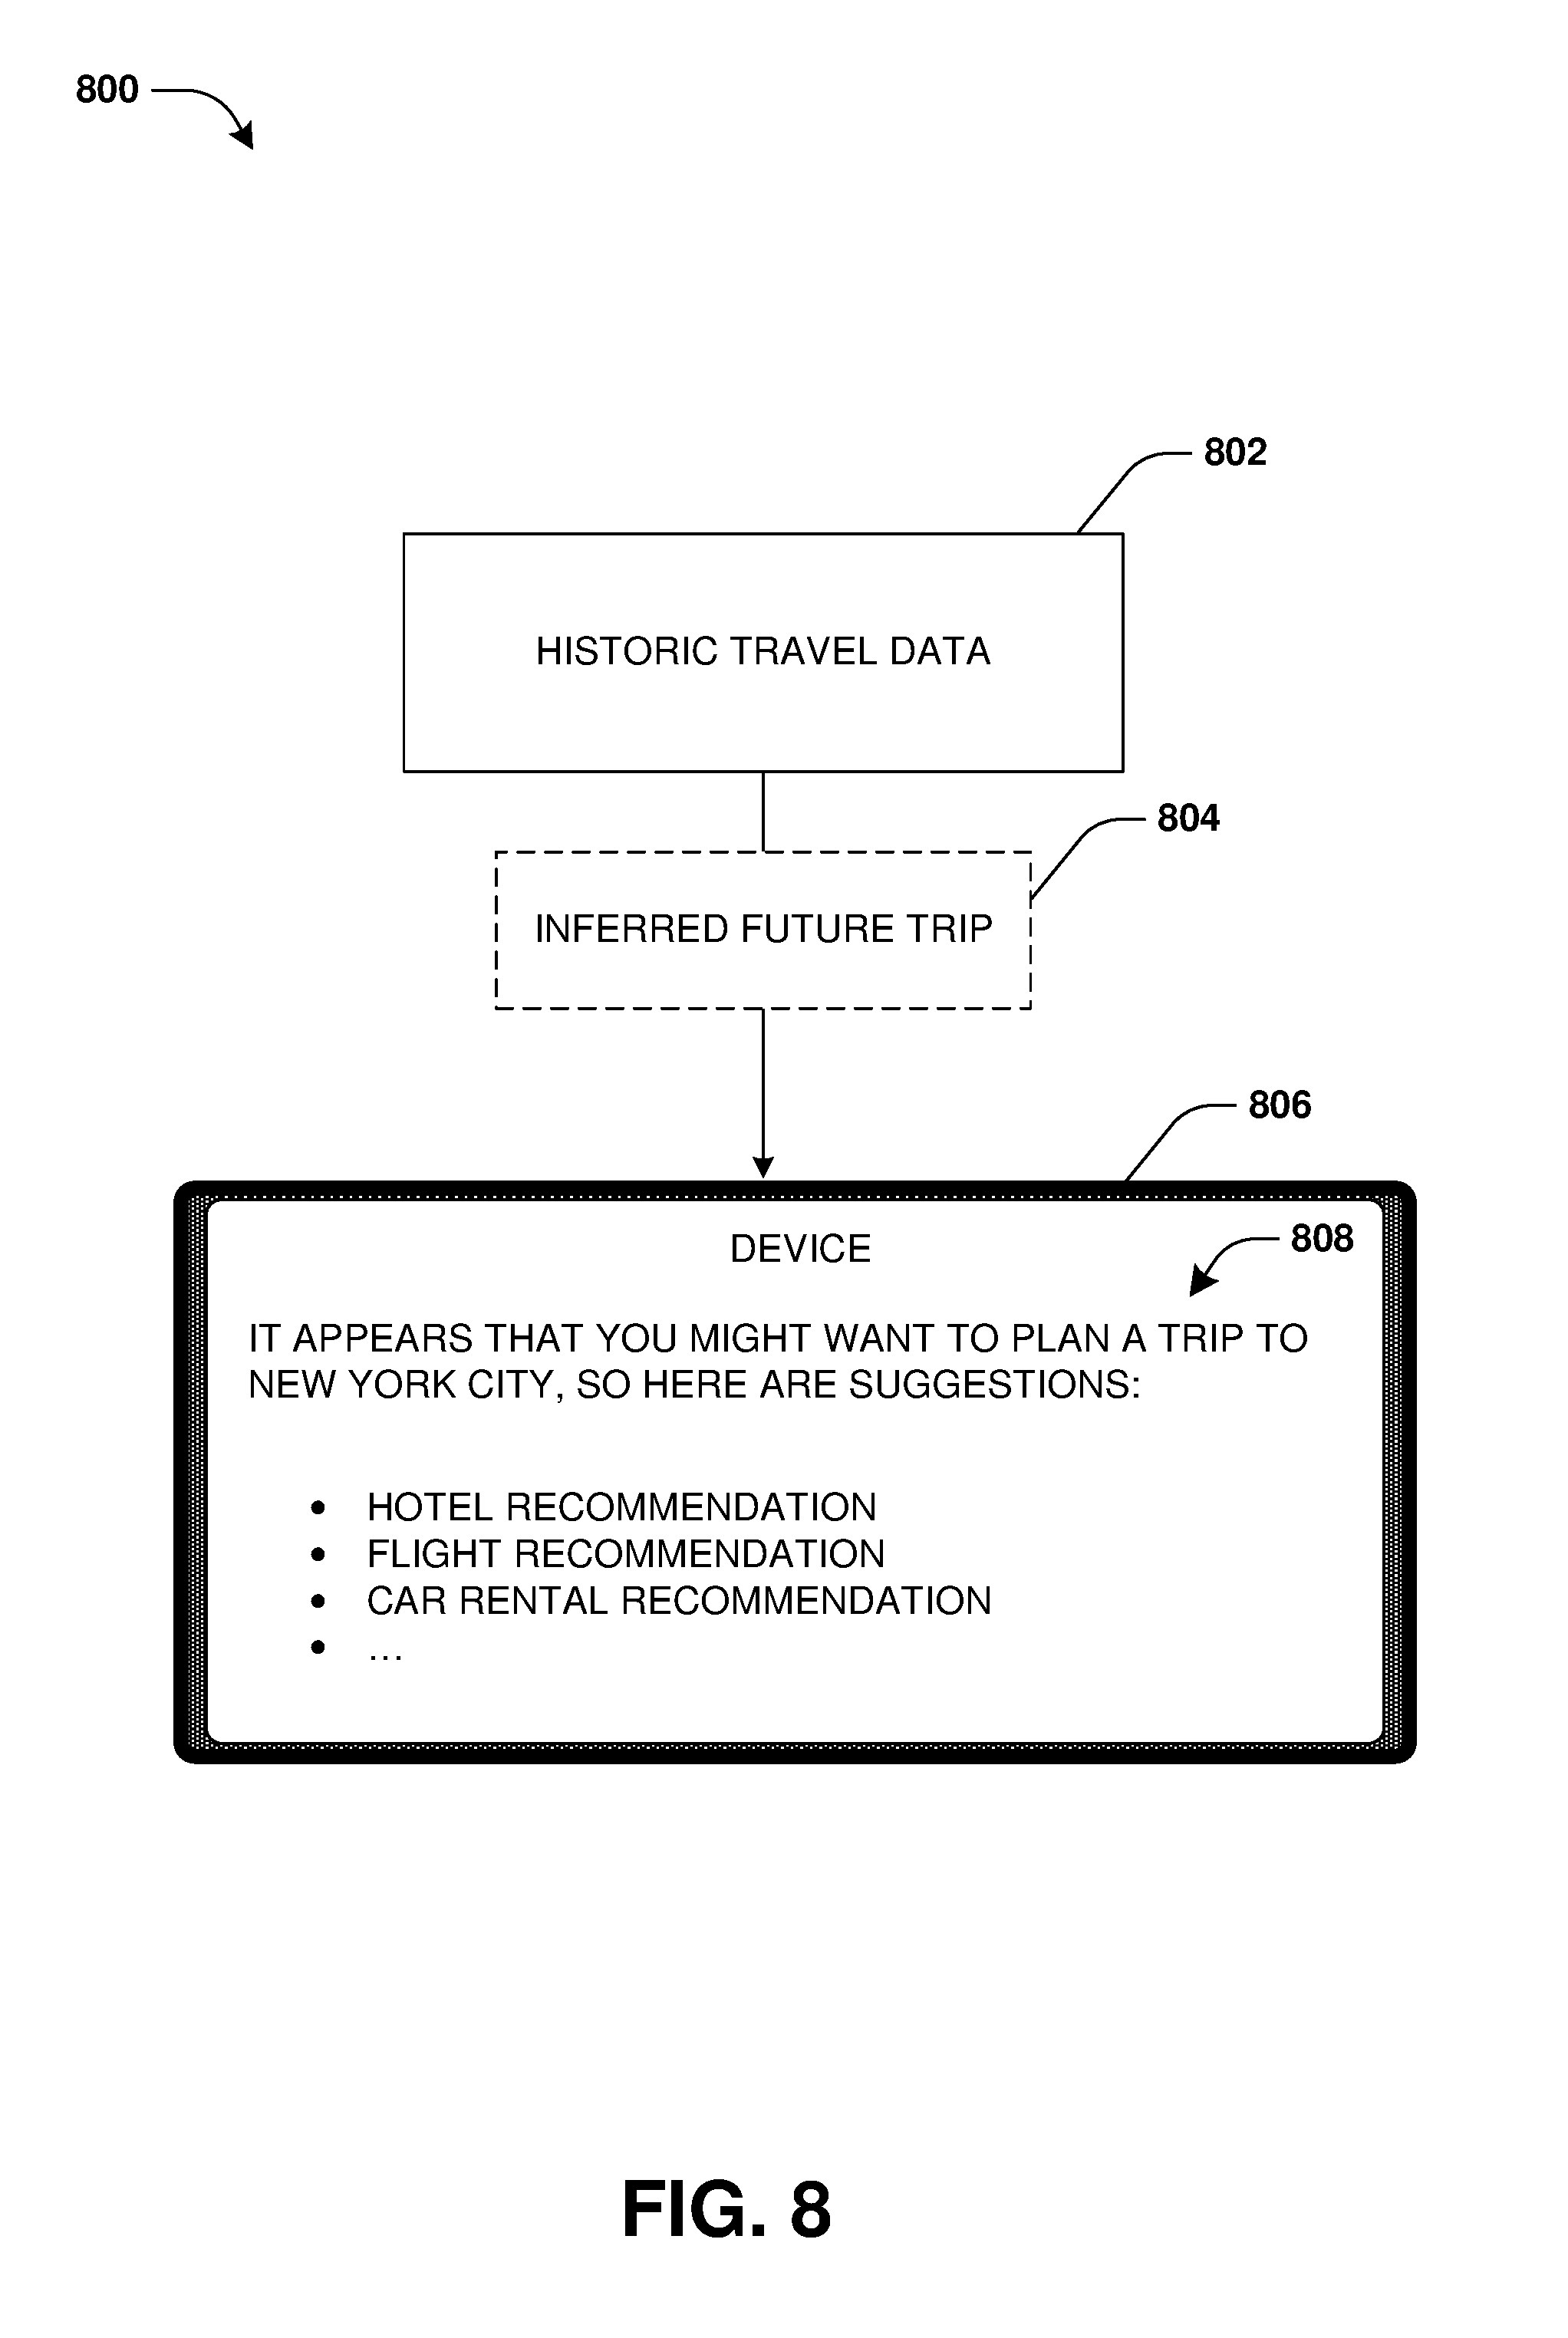 800
802
HISTORIC TRAVEL DATA
804
INFERRED FUTURE TRIP
806
DEVICE
808
IT APPEARS THAT YOU MIGHT WANT TO PLAN A TRIP TO
NEW YORK CITY, SO HERE ARE SUGGESTIONS:
• HOTEL RECOMMENDATION
• FLIGHT RECOMMENDATION
• CAR RENTAL RECOMMENDATION
• …
FIG. 8